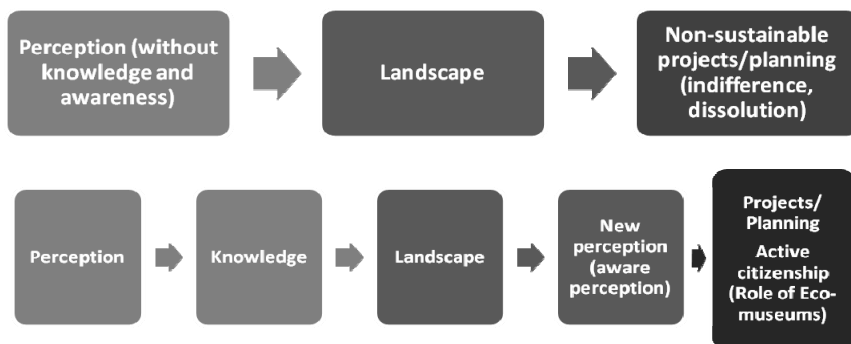 Perception (without
knowledge and
awareness)
Landscape
Non-sustainable
projects/planning
(indifference,
dissolution)
Perception
Knowledge
Landscape
New
perception
(aware
perception)
Projects/
Planning
Active
citizenship
(Role of Eco-
museums)